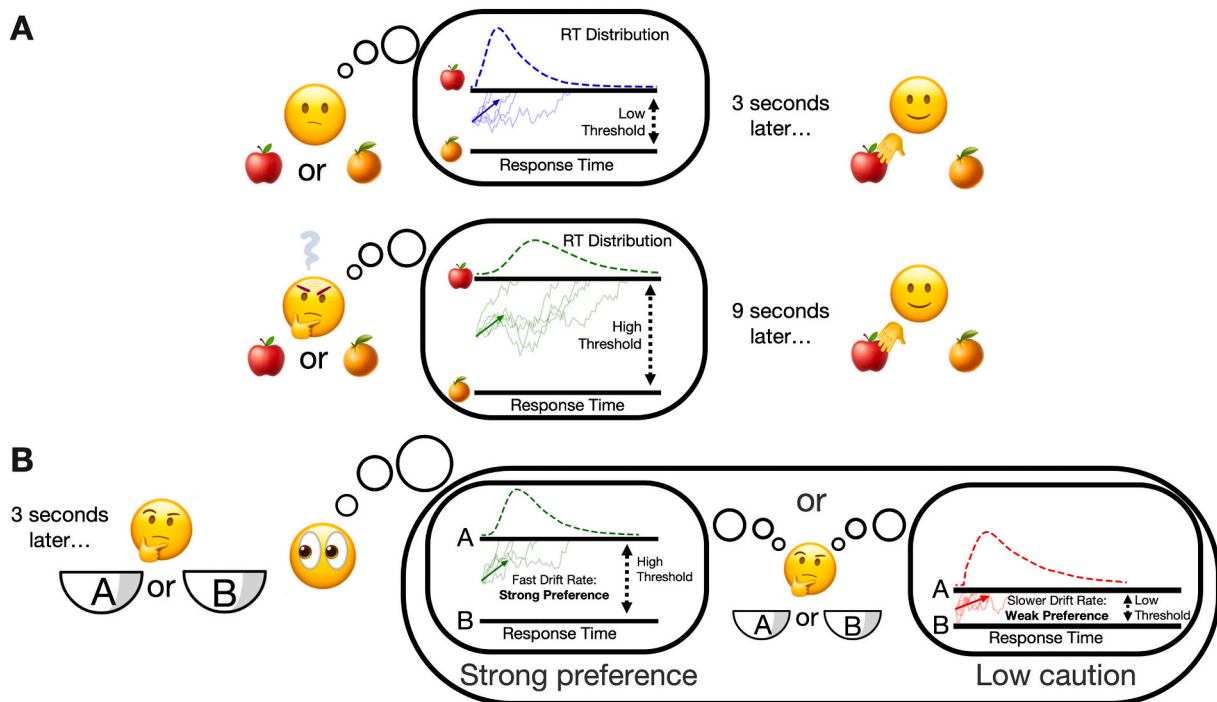 A
RT Distribution
Low
Threshold
Response Time
or
3 seconds
later…
RT Distribution
High
Threshold
Response Time
or
9 seconds
later…
B
3 seconds
later…
A or B
A
High
Threshold
Fast Drift Rate:
Strong Preference
B
Response Time
Strong preference
or
A or B
A
Slower Drift Rate:
Weak Preference
Low
Threshold
B
Response Time
Low caution